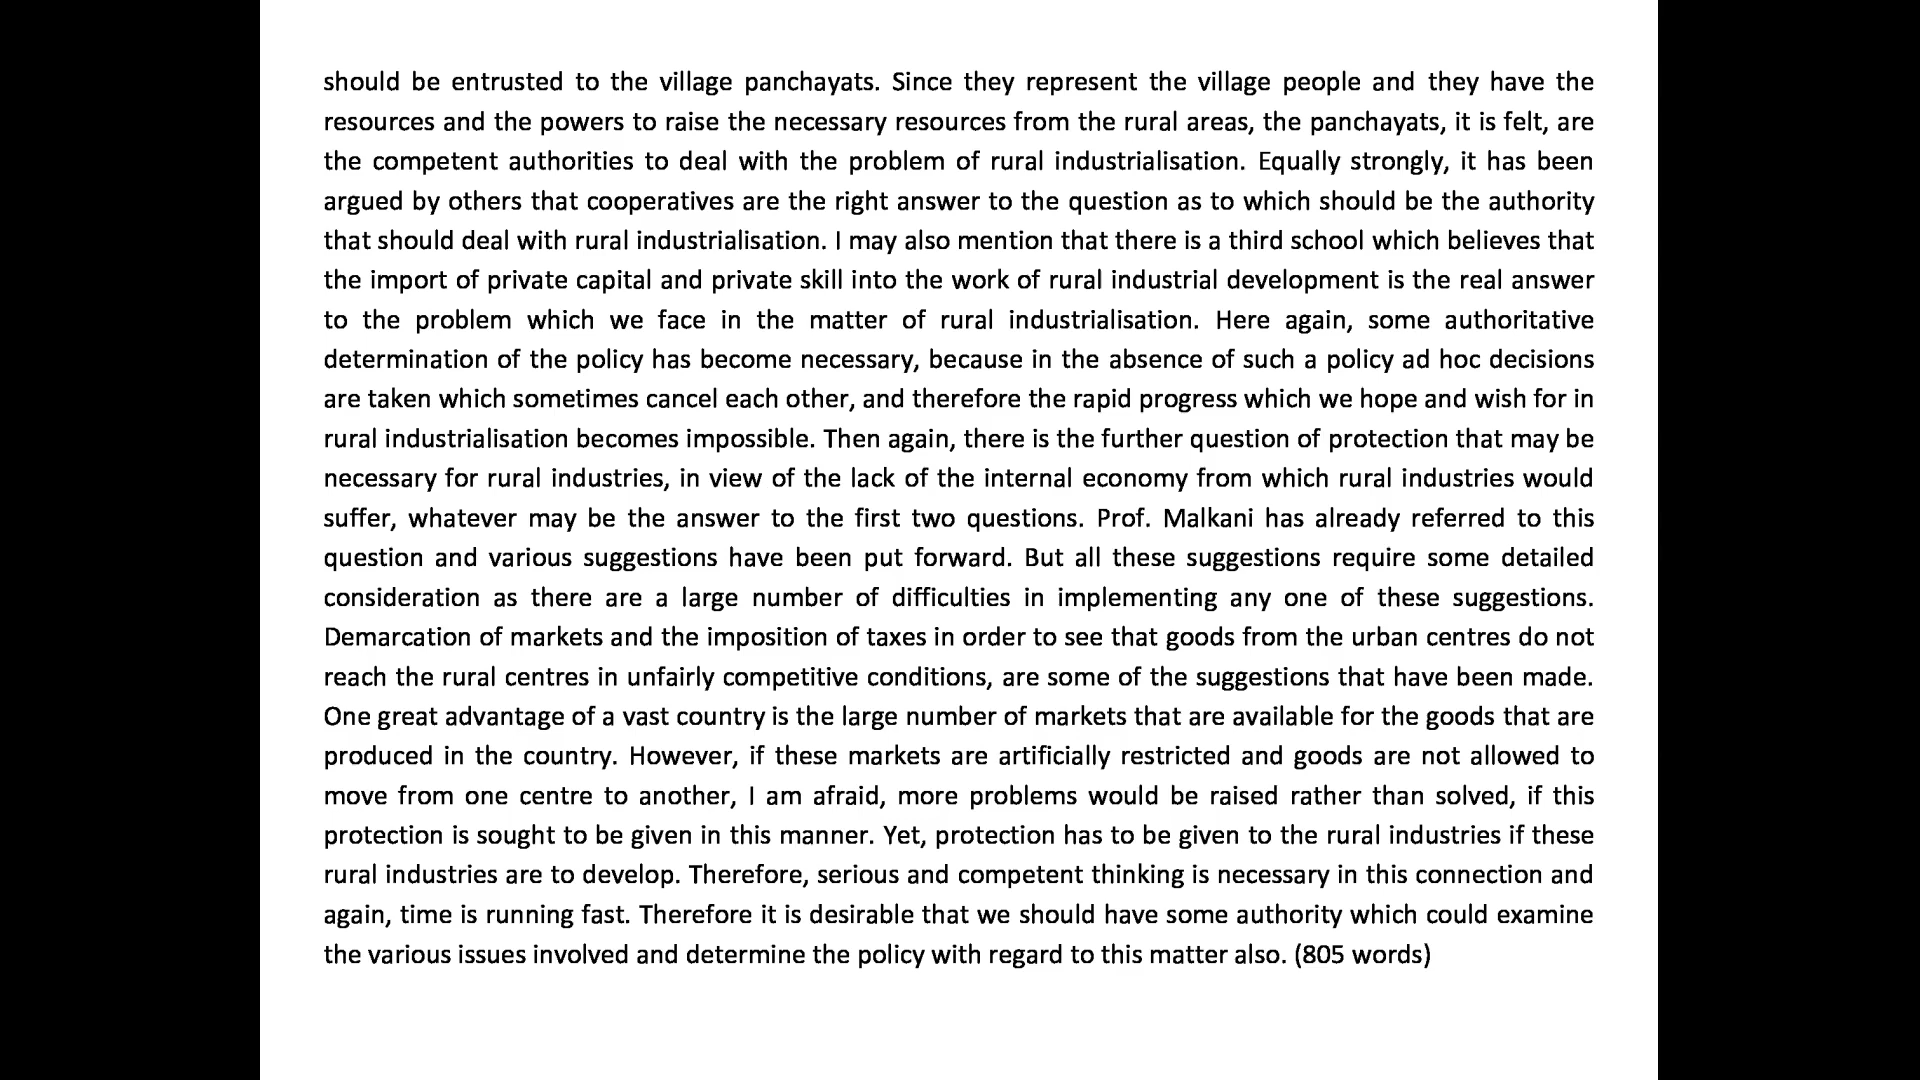 should be entrusted to the village panchayats. Since they represent the village people and they have the
resources and the powers to raise the necessary resources from the rural areas, the panchayats, it is felt, are
the competent authorities to deal with the problem of rural industrialisation. Equally strongly, it has been
argued by others that cooperatives are the right answer to the question as to which should be the authority
that should deal with rural industrialisation. I may also mention that there is a third school which believes that
the import of private capital and private skill into the work of rural industrial development is the real answer
to the problem which we face in the matter of rural industrialisation. Here again, some authoritative
determination of the policy has become necessary, because in the absence of such a policy ad hoc decisions
are taken which sometimes cancel each other, and therefore the rapid progress which we hope and wish for in
rural industrialisation becomes impossible. Then again, there is the further question of protection that may be
necessary for rural industries, in view of the lack of the internal economy from which rural industries would
suffer, whatever may be the answer to the first two questions. Prof. Malkani has already referred to this
question and various suggestions have been put forward. But all these suggestions require some detailed
consideration as there are a large number of difficulties in implementing any one of these suggestions.
Demarcation of markets and the imposition of taxes in order to see that goods from the urban centres do not
reach the rural centres in unfairly competitive conditions, are some of the suggestions that have been made.
One great advantage of a vast country is the large number of markets that are available for the goods that are
produced in the country. However, if these markets are artificially restricted and goods are not allowed to
move from one centre to another, I am afraid, more problems would be raised rather than solved, if this
protection is sought to be given in this manner. Yet, protection has to be given to the rural industries if these
rural industries are to develop. Therefore, serious and competent thinking is necessary in this connection and
again, time is running fast. Therefore it is desirable that we should have some authority which could examine
the various issues involved and determine the policy with regard to this matter also. (805 words)